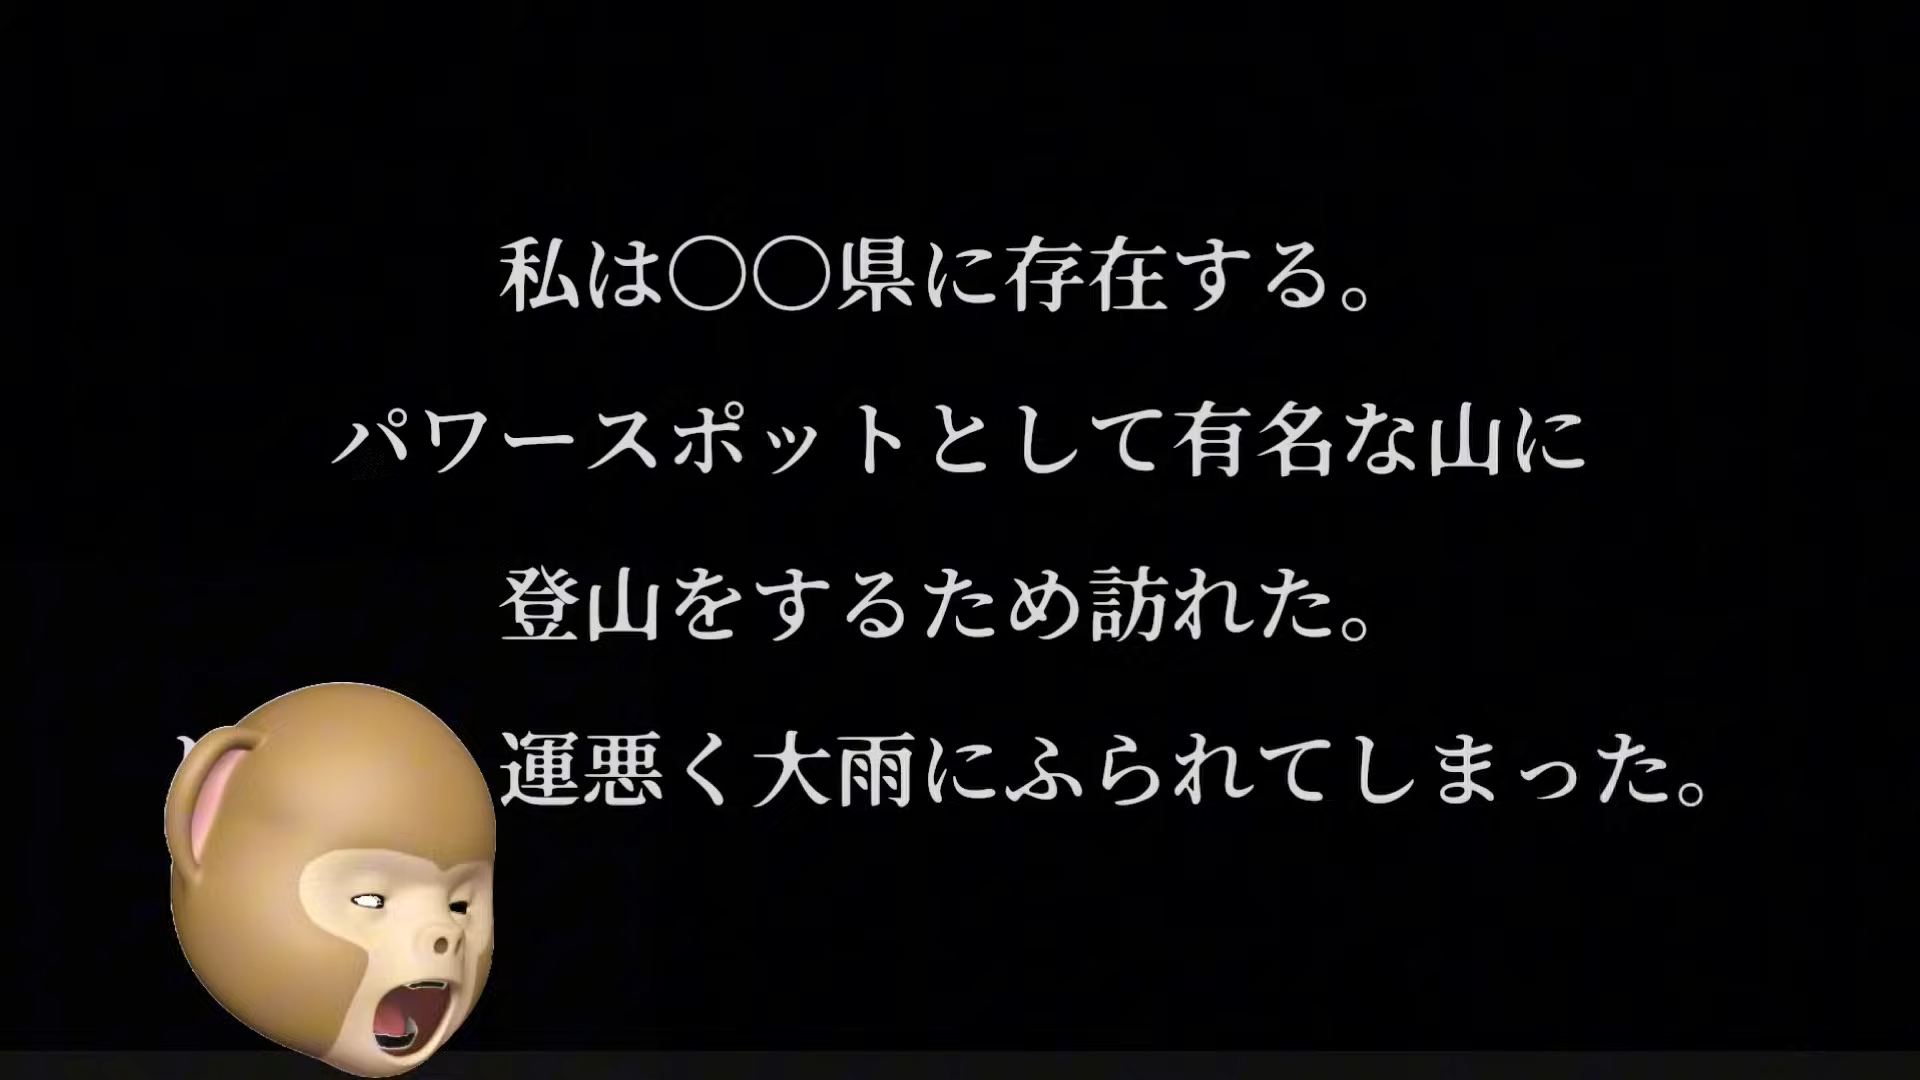 私は〇〇県に存在する。
パワースポットとして有名な山に
登山をするため訪れた。
運悪く大雨にふられてしまった。